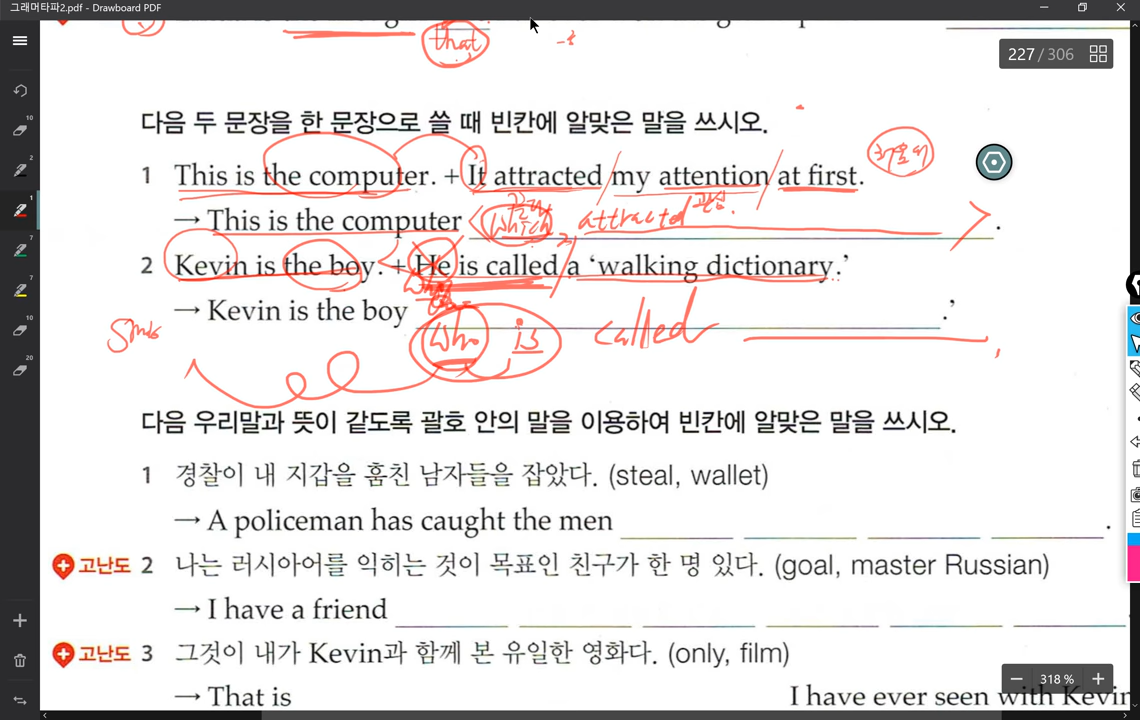 그래머타파2.pdf - Drawboard PDF
that
227 / 306
다음 두 문장을 한 문장으로 쓸 때 빈칸에 알맞은 말을 쓰시오.
1 This is the computer. + It attracted my attention at first.
→ This is the computer which attracted .
관심
2 Kevin is the boy. + He is called a ‘walking dictionary.’
→ Kevin is the boy .’
who is called
다음 우리말과 뜻이 같도록 괄호 안의 말을 이용하여 빈칸에 알맞은 말을 쓰시오.
1 경찰이 내 지갑을 훔친 남자들을 잡았다. (steal, wallet)
→ A policeman has caught the men .
고난도 2 나는 러시아어를 익히는 것이 목표인 친구가 한 명 있다. (goal, master Russian)
→ I have a friend
고난도 3 그것이 내가 Kevin과 함께 본 유일한 영화다. (only, film)
→ That is I have ever seen with Kevin
318 %
10
2
1
7
7
10
20